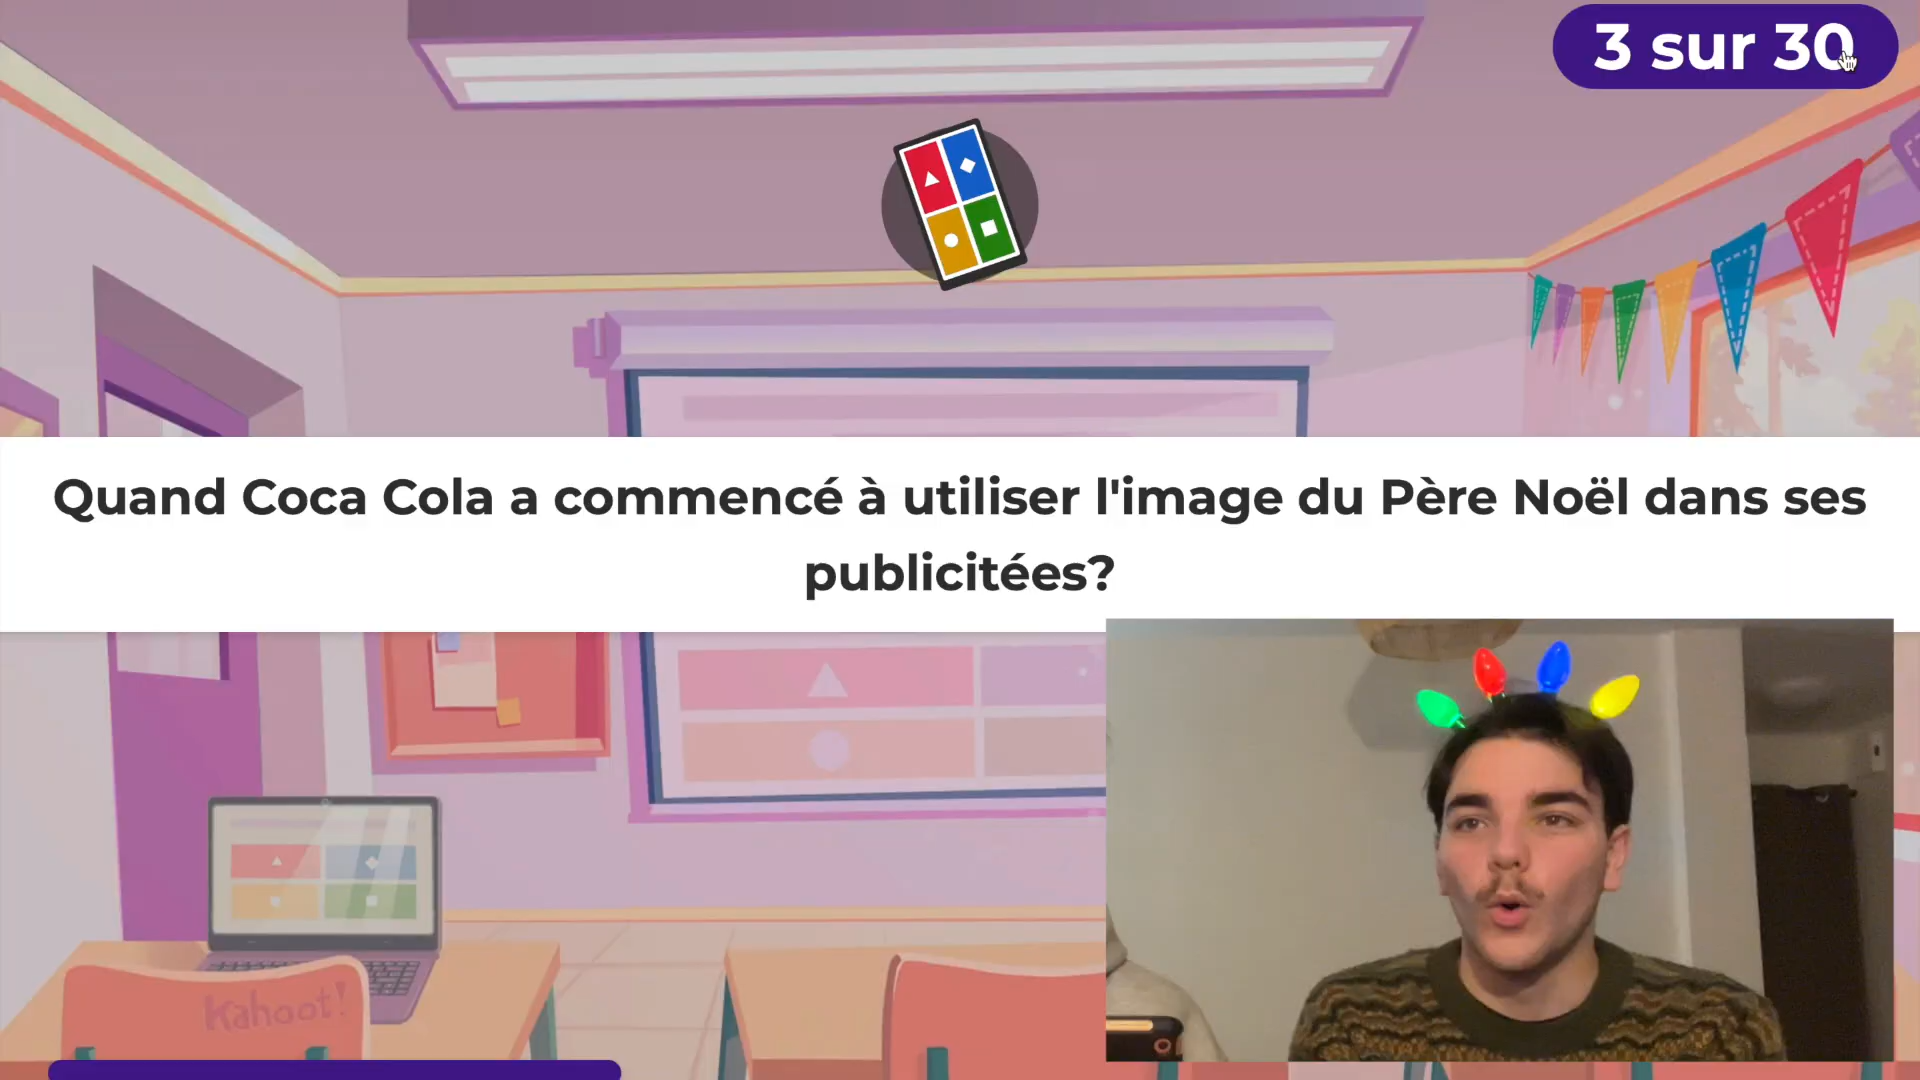 3 sur 30
Quand Coca Cola a commencé à utiliser l'image du Père Noël dans ses
publicitées?
Kahoot!